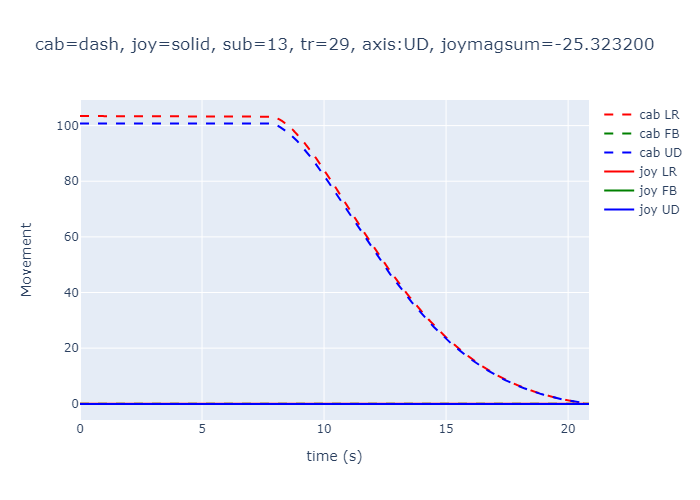 cab=dash, joy=solid, sub=13, tr=29, axis:UD, joymagsum=-25.323200
cab LR
cab FB
cab UD
joy LR
joy FB
joy UD
Movement
100
80
60
40
20
0
0 5 10 15 20
time (s)